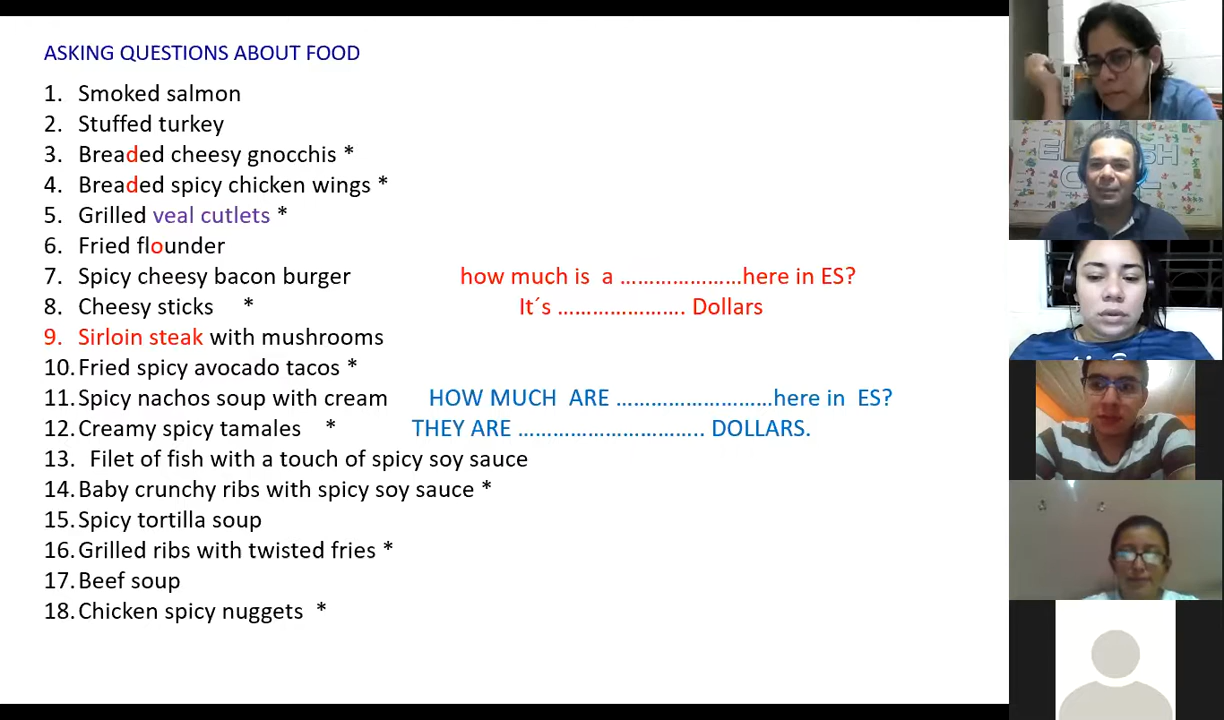 ASKING QUESTIONS ABOUT FOOD
1. Smoked salmon
2. Stuffed turkey
3. Breaded cheesy gnocchis *
4. Breaded spicy chicken wings *
5. Grilled veal cutlets *
6. Fried flounder
7. Spicy cheesy bacon burger
how much is a ………………….here in ES?
8. Cheesy sticks *
It´s …………………. Dollars
9. Sirloin steak with mushrooms
10. Fried spicy avocado tacos *
11. Spicy nachos soup with cream
HOW MUCH ARE ………………………..here in ES?
12. Creamy spicy tamales *
THEY ARE …………………………….. DOLLARS.
13. Filet of fish with a touch of spicy soy sauce
14. Baby crunchy ribs with spicy soy sauce *
15. Spicy tortilla soup
16. Grilled ribs with twisted fries *
17. Beef soup
18. Chicken spicy nuggets *